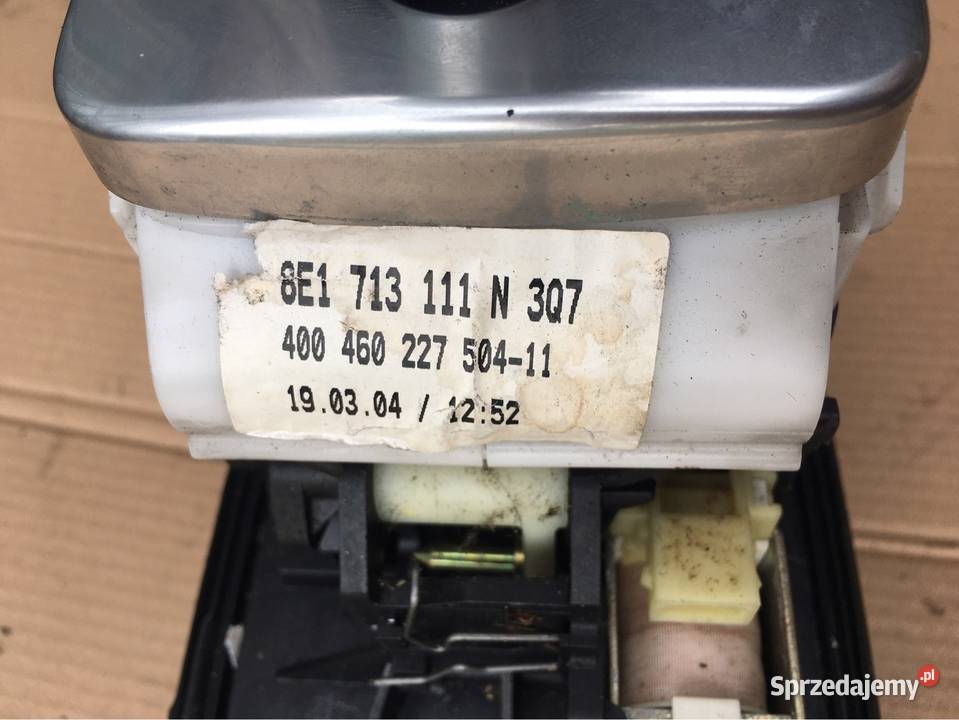 8E1 713 111 N 3Q7
400 460 227 504-11
19.03.04 / 12:52
Sprzedajemy.pl